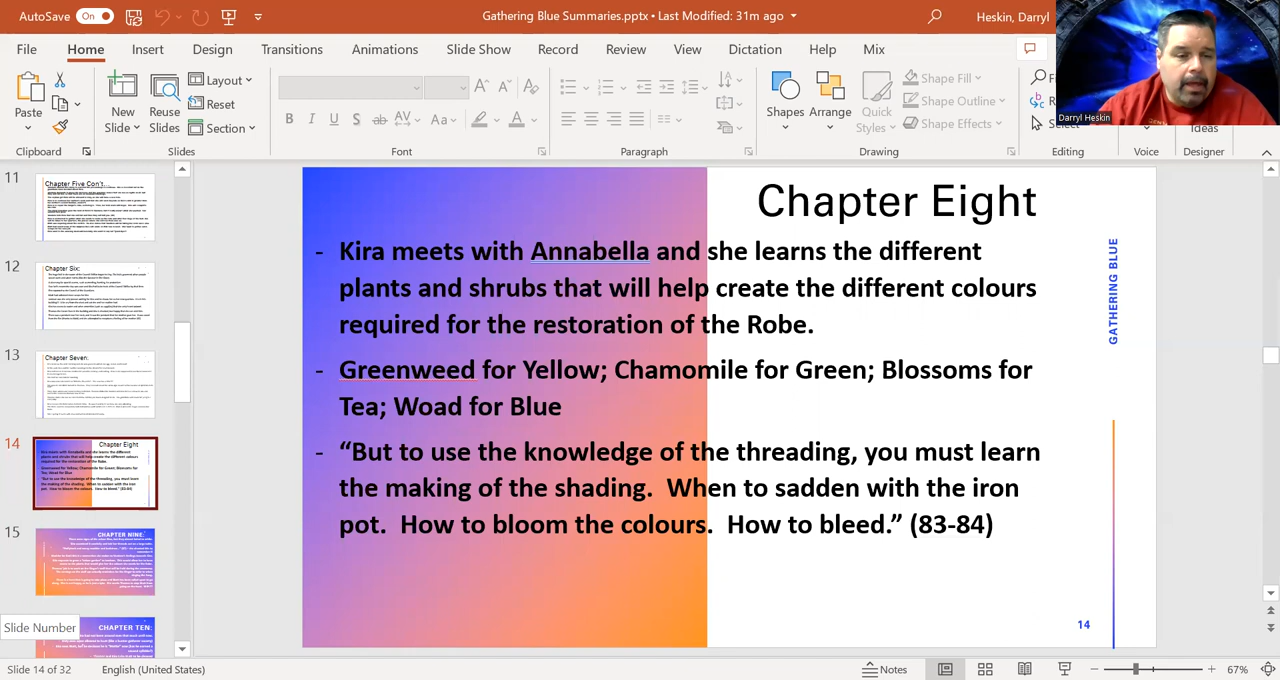 AutoSave
On
Gathering Blue Summaries.pptx • Last Modified: 31m ago
Heskin, Darryl
File
Home
Insert
Design
Transitions
Animations
Slide Show
Record
Review
View
Dictation
Help
Mix
Paste
New
Slide
Reuse
Slides
Layout
Reset
Section
B
I
U
S
ab
AV
Aa
A
Shapes
Arrange
Quick
Styles
Shape Fill
Shape Outline
Shape Effects
Select
Darryl Heskin
Ideas
Clipboard
Slides
Font
Paragraph
Drawing
Editing
Voice
Designer
11
Chapter Five Con't
12
Chapter Six:
13
Chapter Seven:
14
Chapter Eight
15
CHAPTER NINE:
CHAPTER TEN:
Slide Number
Chapter Eight
- Kira meets with Annabella and she learns the different
plants and shrubs that will help create the different colours
required for the restoration of the Robe.
- Greenweed for Yellow; Chamomile for Green; Blossoms for
Tea; Woad for Blue
- “But to use the knowledge of the threading, you must learn
the making of the shading. When to sadden with the iron
pot. How to bloom the colours. How to bleed.” (83-84)
GATHERING BLUE
14
Slide 14 of 32
English (United States)
Notes
67%